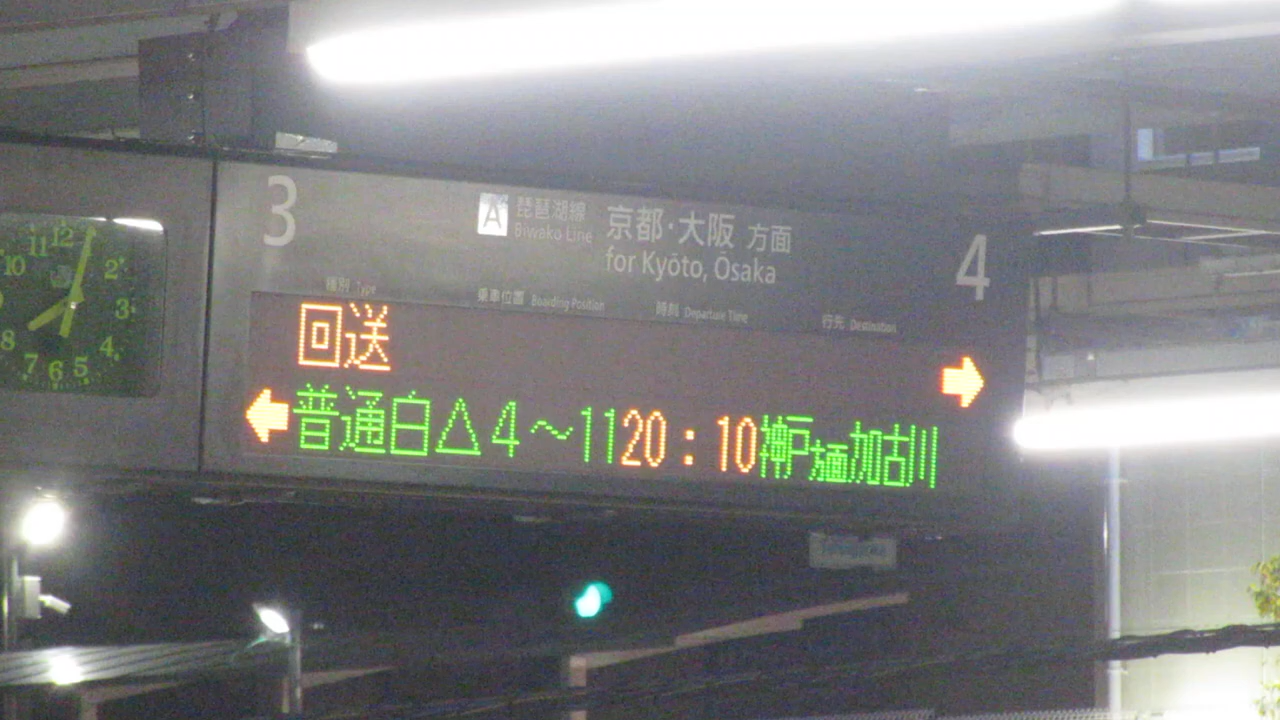 3
A 琵琶湖線 京都・大阪 方面
Biwako Line for Kyōto, Ōsaka
4
種別 Type 乗車位置 Boarding Position 時刻 Departure Time 行先 Destination
回送
普通白△4～11 20:10 神戸方面加古川
12
11
10
2
3
8
4
7
6
5